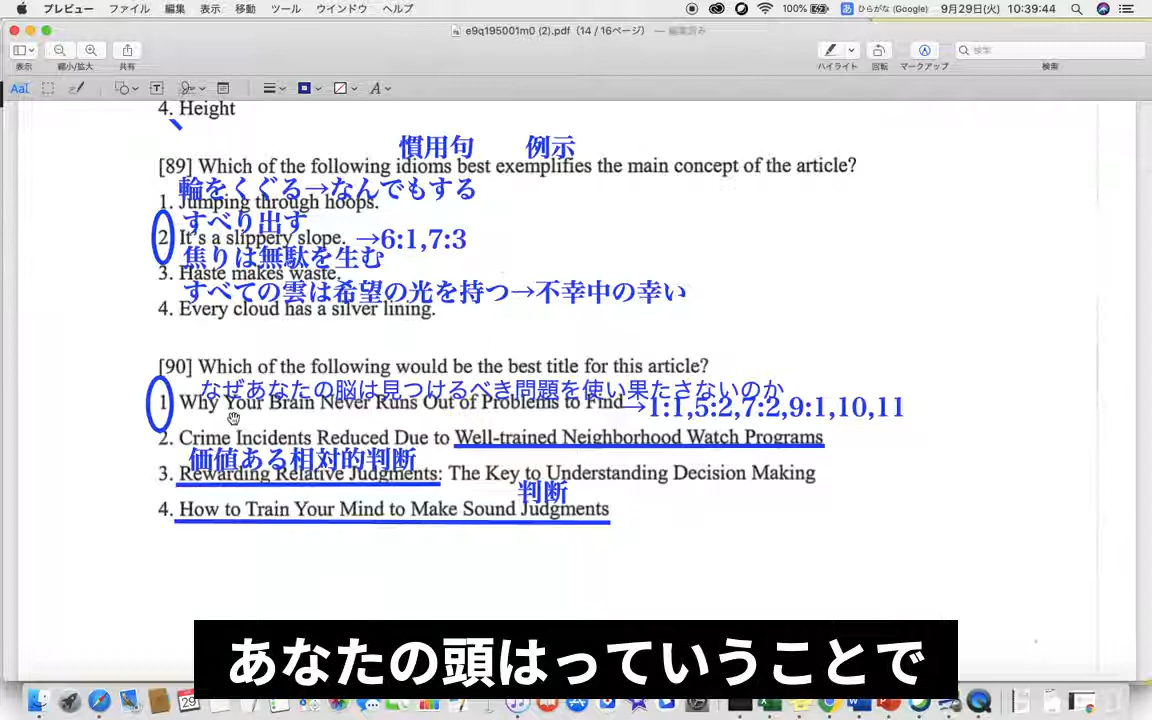 プレビュー ファイル 編集 表示 移動 ツール ウインドウ ヘルプ 100% あ ひらがな (Google) 9月29日(火) 10:39:44
e9q195001m0 (2).pdf（14 / 16ページ） — 編集済み
表示 縮小/拡大 共有 ハイライト 回転 マークアップ 検索
検索
4. Height
慣用句 例示
[89] Which of the following idioms best exemplifies the main concept of the article?
輪をくぐる→なんでもする
1. Jumping through hoops.
すべり出す
2. It's a slippery slope. →6:1,7:3
焦りは無駄を生む
3. Haste makes waste.
すべての雲は希望の光を持つ→不幸中の幸い
4. Every cloud has a silver lining.
[90] Which of the following would be the best title for this article?
なぜあなたの脳は見つけるべき問題を使い果たさないのか
1. Why Your Brain Never Runs Out of Problems to Find→1:1,5:2,7:2,9:1,10,11
2. Crime Incidents Reduced Due to Well-trained Neighborhood Watch Programs
価値ある相対的判断
3. Rewarding Relative Judgments: The Key to Understanding Decision Making
判断
4. How to Train Your Mind to Make Sound Judgments
あなたの頭はっていうことで